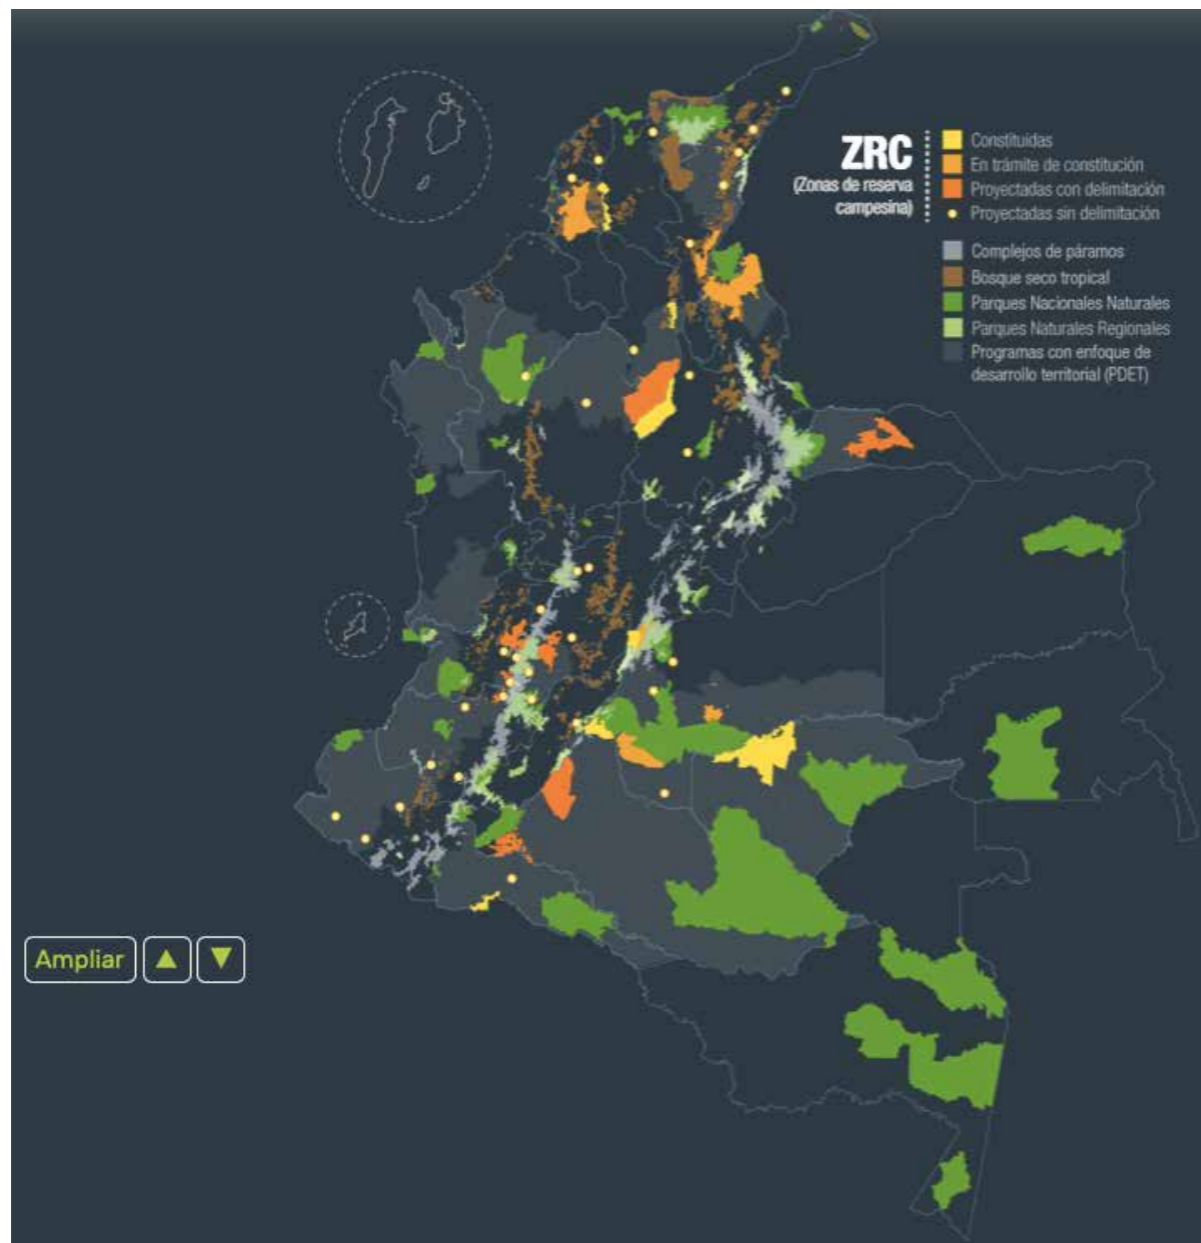 ZRC
(Zonas de reserva
campesina)
Constituidas
En trámite de constitución
Proyectadas con delimitación
Proyectadas sin delimitación
Complejos de páramos
Bosque seco tropical
Parques Nacionales Naturales
Parques Naturales Regionales
Programas con enfoque de
desarrollo territorial (PDET)
Ampliar